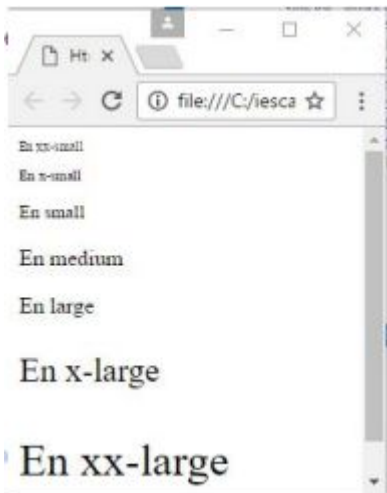 Ht
file:///C:/iesca
En xx-small
En x-small
En small
En medium
En large
En x-large
En xx-large